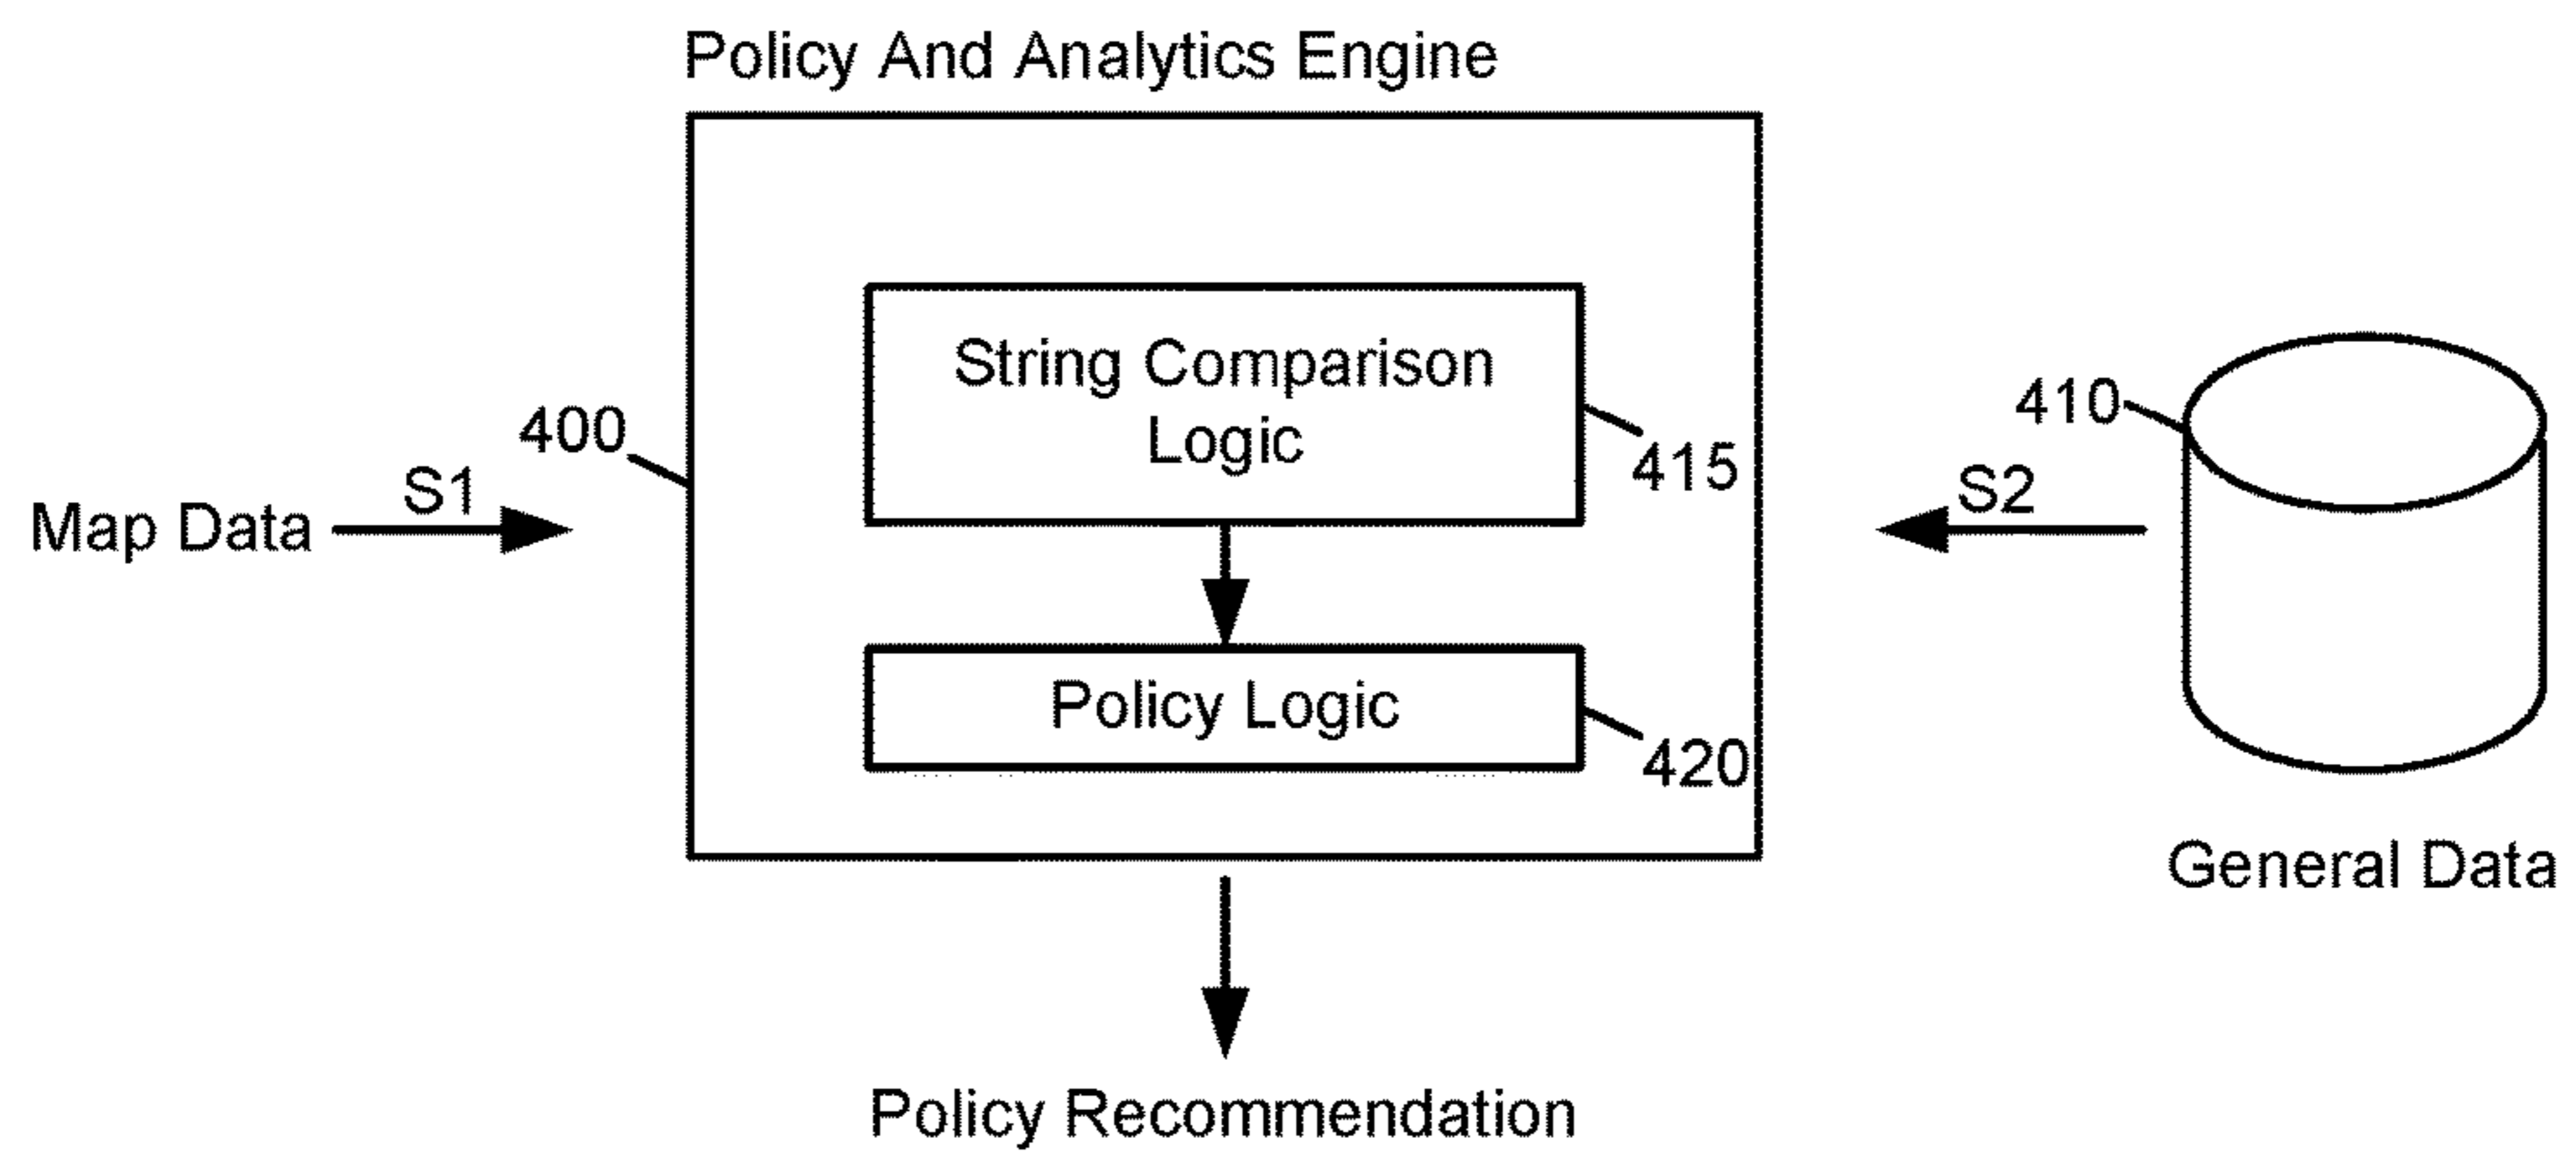 Policy And Analytics Engine
String Comparison
Logic
400
410
415
S1
S2
Map Data
Policy Logic
420
General Data
Policy Recommendation